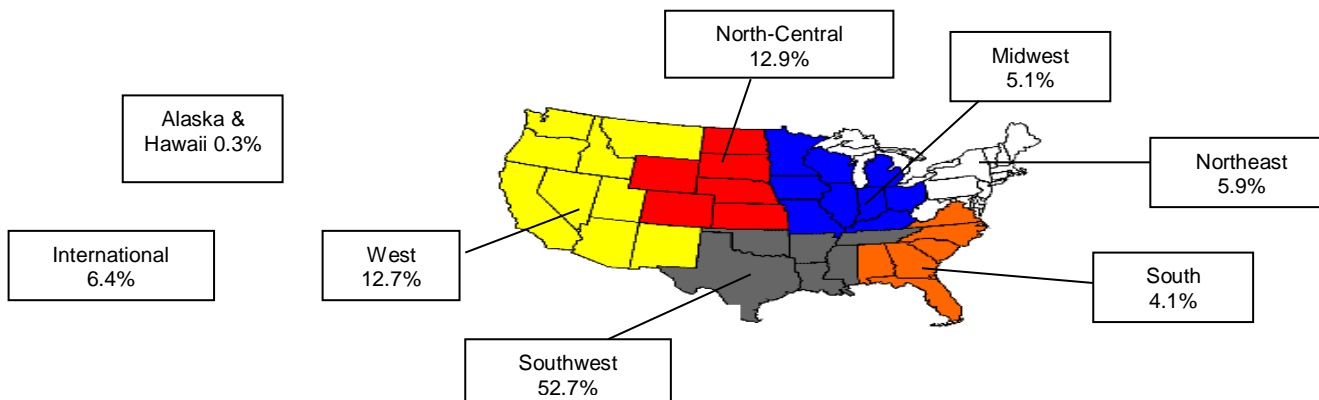 North-Central
12.9%
Midwest
5.1%
Alaska &
Hawaii 0.3%
Northeast
5.9%
International
6.4%
West
12.7%
South
4.1%
Southwest
52.7%